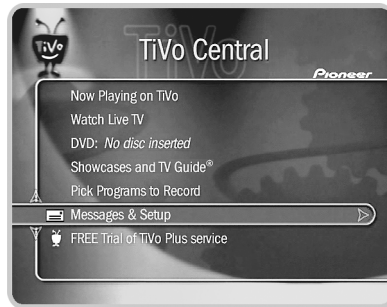 TiVo
TiVo Central
TiVo
Pioneer
Now Playing on TiVo
Watch Live TV
DVD: No disc inserted
Showcases and TV Guide®
Pick Programs to Record
Messages & Setup
FREE Trial of TiVo Plus service